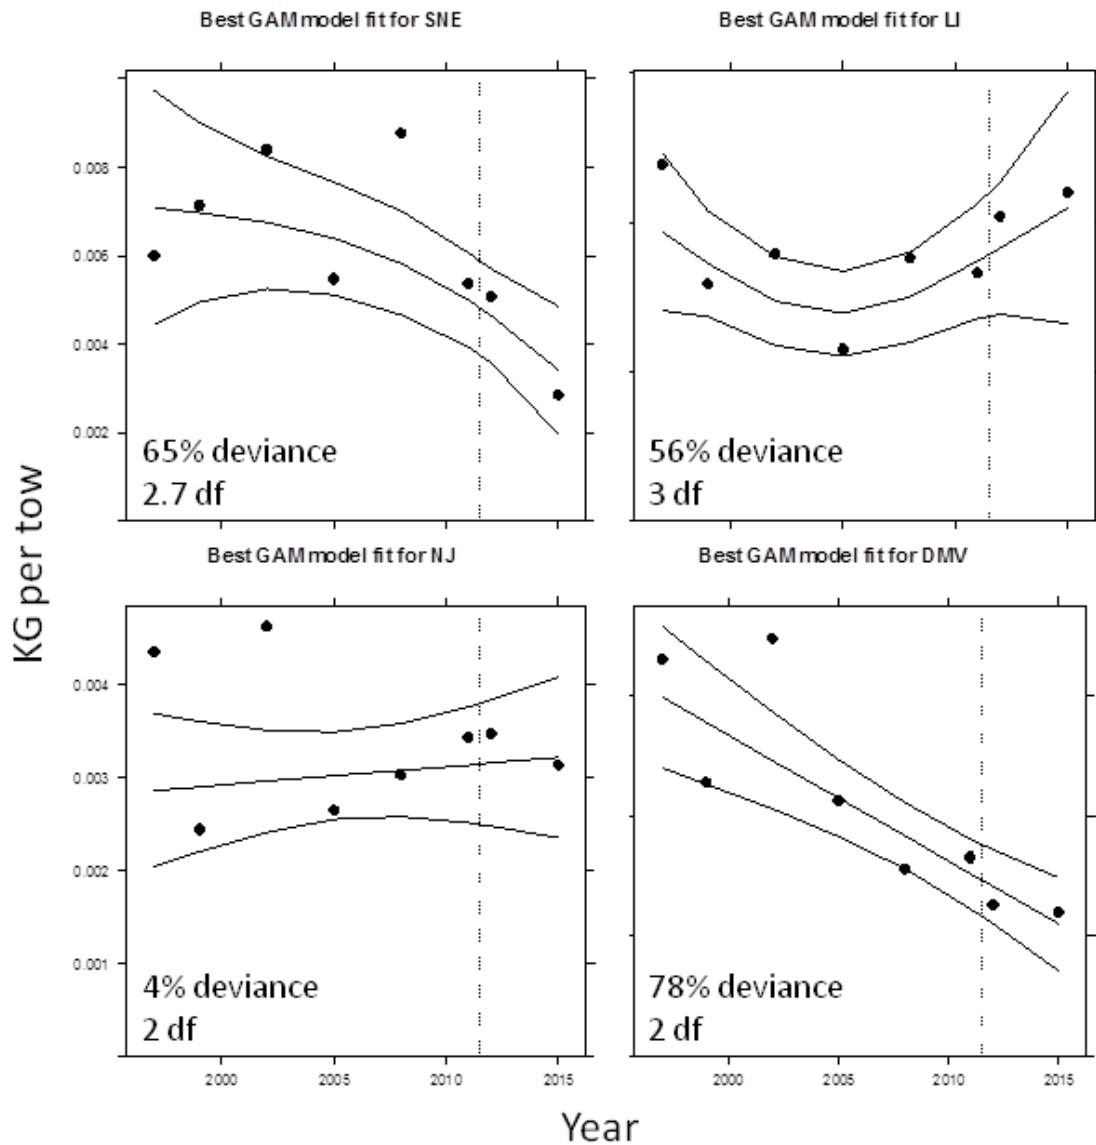 Best GAM model fit for SNE
Best GAM model fit for LI
0.008
0.006
0.004
0.002
65% deviance
2.7 df
56% deviance
3 df
KG per tow
Best GAM model fit for NJ
Best GAM model fit for DMV
0.004
0.003
0.002
0.001
4% deviance
2 df
78% deviance
2 df
2000 2005 2010 2015
2000 2005 2010 2015
Year